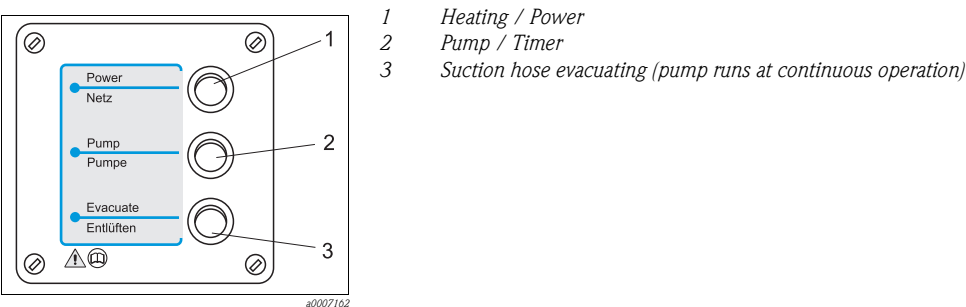 Power
Netz
Pump
Pumpe
Evacuate
Entlüften
1
2
3
a0007162
1 Heating / Power
2 Pump / Timer
3 Suction hose evacuating (pump runs at continuous operation)